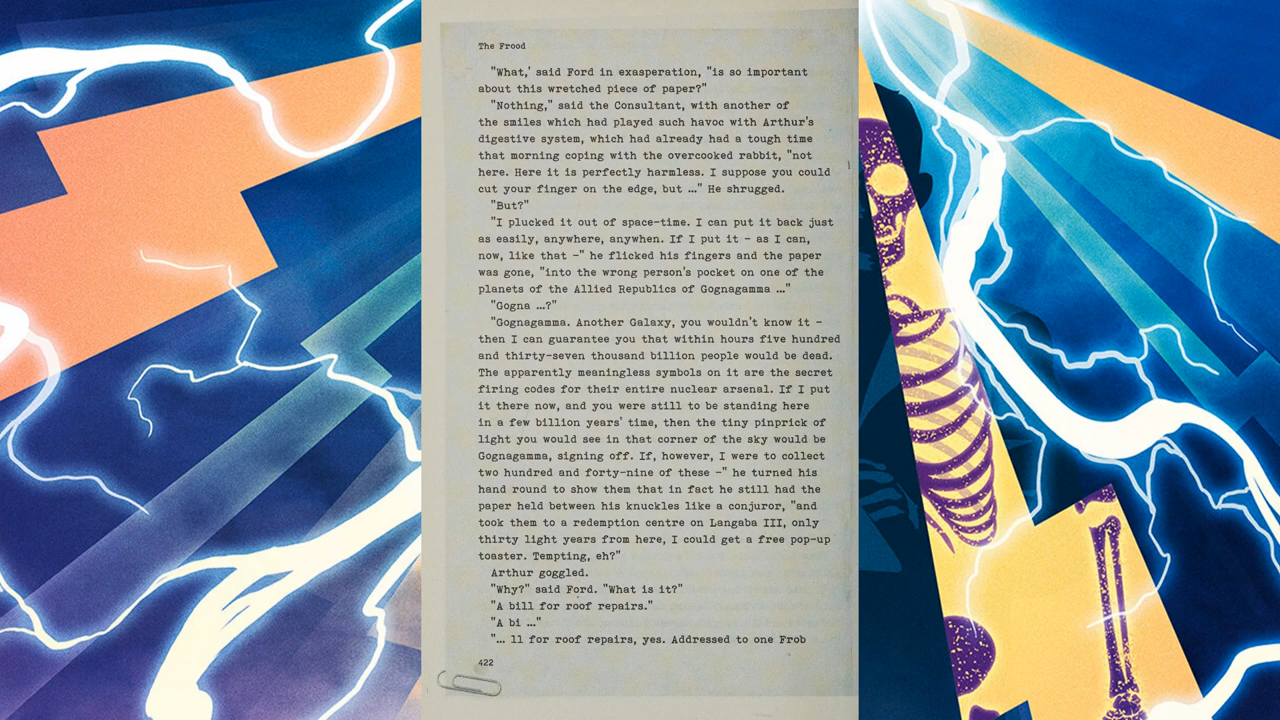 The Frood
"What,' said Ford in exasperation, "is so important
about this wretched piece of paper?"
"Nothing," said the Consultant, with another of
the smiles which had played such havoc with Arthur's
digestive system, which had already had a tough time
that morning coping with the overcooked rabbit, "not
here. Here it is perfectly harmless. I suppose you could
cut your finger on the edge, but …" He shrugged.
"But?"
"I plucked it out of space-time. I can put it back just
as easily, anywhere, anywhen. If I put it – as I can,
now, like that –" he flicked his fingers and the paper
was gone, "into the wrong person's pocket on one of the
planets of the Allied Republics of Gognagamma …"
"Gogna …?"
"Gognagamma. Another Galaxy, you wouldn't know it –
then I can guarantee you that within hours five hundred
and thirty-seven thousand billion people would be dead.
The apparently meaningless symbols on it are the secret
firing codes for their entire nuclear arsenal. If I put
it there now, and you were still to be standing here
in a few billion years' time, then the tiny pinprick of
light you would see in that corner of the sky would be
Gognagamma, signing off. If, however, I were to collect
two hundred and forty-nine of these –" he turned his
hand round to show them that in fact he still had the
paper held between his knuckles like a conjuror, "and
took them to a redemption centre on Langaba III, only
thirty light years from here, I could get a free pop-up
toaster. Tempting, eh?"
Arthur goggled.
"Why?" said Ford. "What is it?"
"A bill for roof repairs."
"A bi …"
"… ll for roof repairs, yes. Addressed to one Frob
422